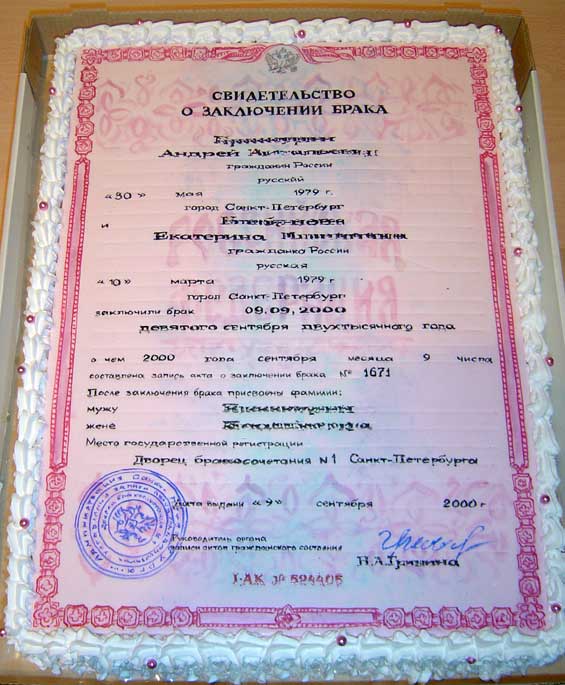 СВИДЕТЕЛЬСТВО
О ЗАКЛЮЧЕНИИ БРАКА
Андрей
гражданин России
русский
«30» мая 1979 г.
город Санкт-Петербург
и
Екатерина
гражданка России
русская
«10» марта 1979 г.
город Санкт-Петербург
заключили брак 09.09.2000
девятого сентября двухтысячного года
о чем 2000 года сентября месяца 9 числа
составлена запись акта о заключении брака № 1671
После заключения брака присвоены фамилии:
мужу
жене
Место государственной регистрации
Дворец бракосочетания N1 Санкт-Петербурга
Дата выдачи «9» сентября 2000 г
Руководитель органа
записи актов гражданского состояния
Н.А.Гришина
I-АК № 524405